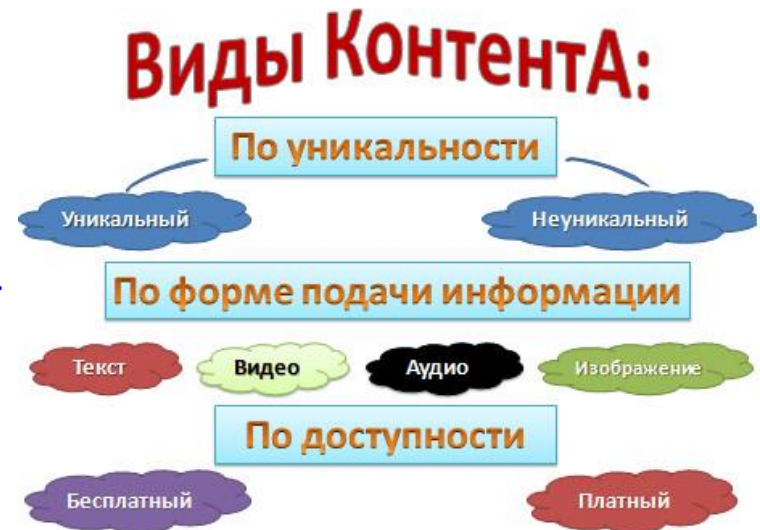 Виды КонтентА:
По уникальности
Уникальный Неуникальный
По форме подачи информации
Текст Видео Аудио Изображение
По доступности
Бесплатный Платный